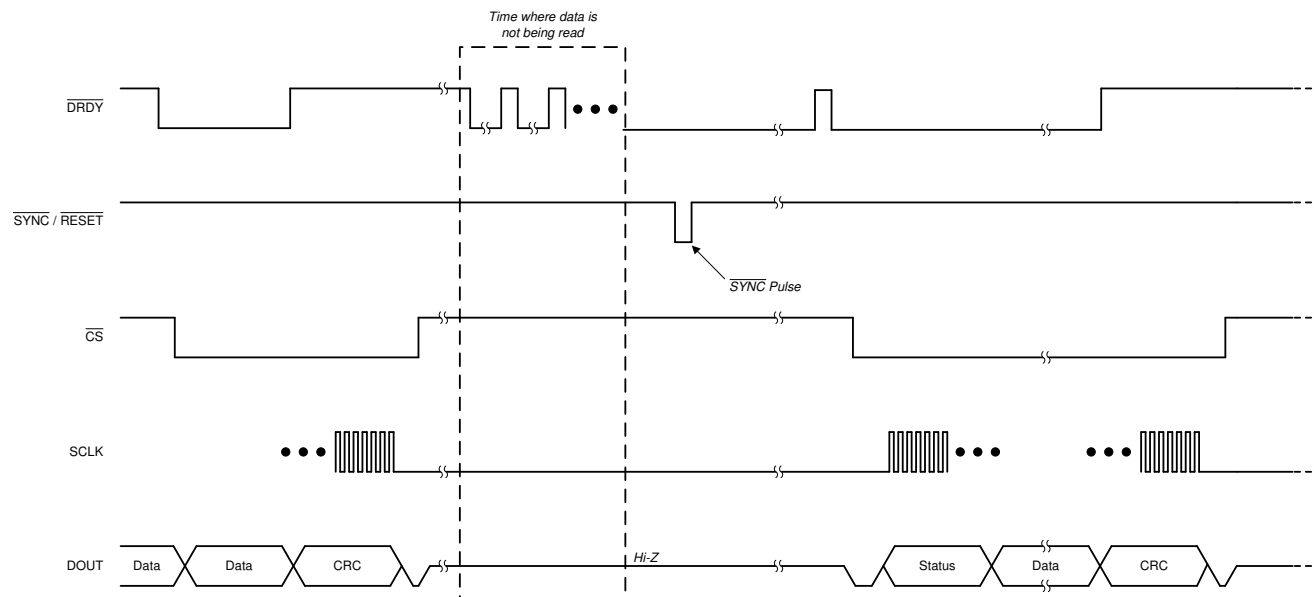 Time where data is
not being read
DRDY
SYNC / RESET
SYNC Pulse
CS
SCLK
DOUT
Data
Data
CRC
Hi-Z
Status
Data
CRC